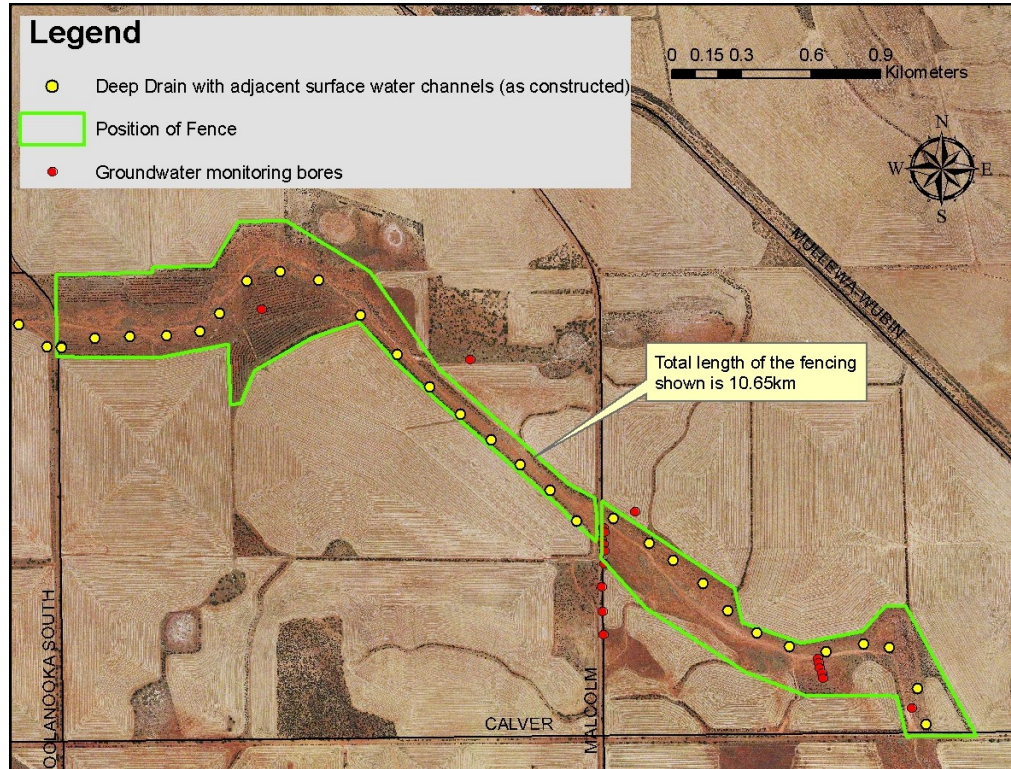 Legend
Deep Drain with adjacent surface water channels (as constructed)
Position of Fence
Groundwater monitoring bores
0 0.15 0.3 0.6 0.9
Kilometers
N
W E
S
MULLEWA-WUBIN
Total length of the fencing
shown is 10.65km
OOLANOOKA SOUTH
MALCOLM
CALVER